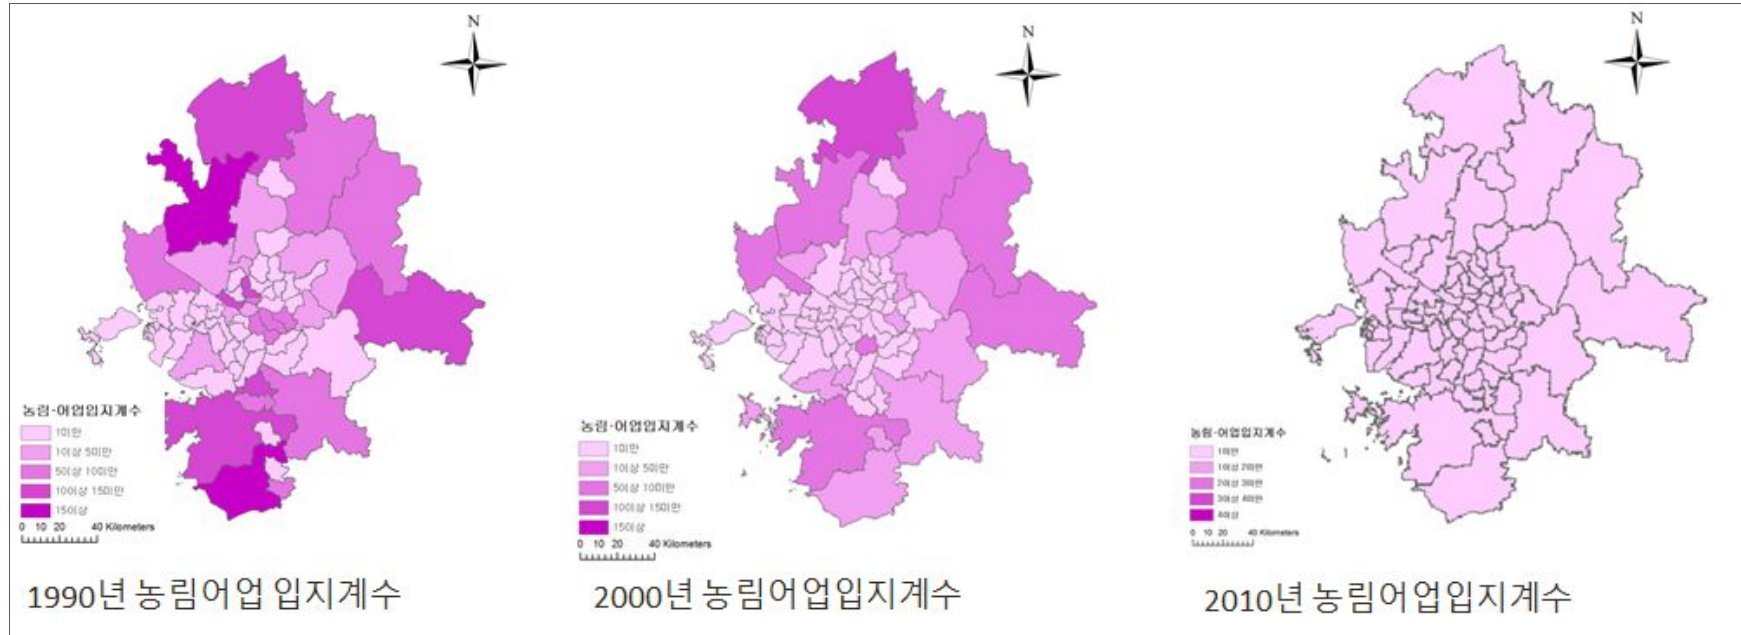 N
농림·어업입지계수
1미만
1이상 5미만
5이상 10미만
10이상 15미만
15이상
0 10 20 40 Kilometers
1990년 농림어업 입지계수
N
농림·어업입지계수
1미만
1이상 5미만
5이상 10미만
10이상 15미만
15이상
0 10 20 40 Kilometers
2000년 농림어업입지계수
N
농림·어업입지계수
1미만
1이상 2미만
2이상 3미만
3이상 4미만
4이상
0 10 20 40 Kilometers
2010년 농림어업입지계수